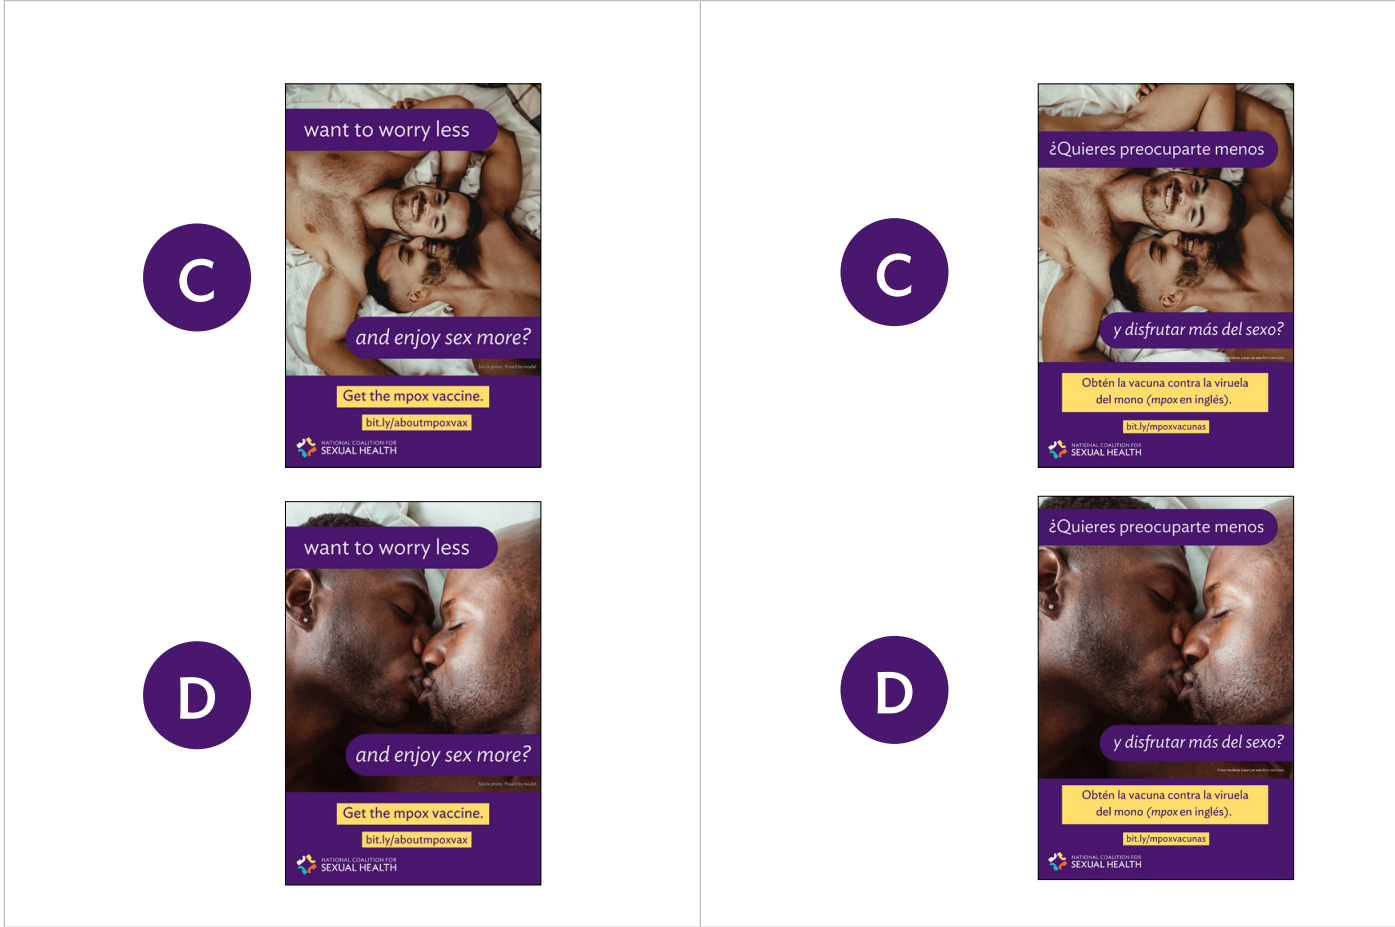 C
want to worry less
and enjoy sex more?
Stock photo. Posed by model.
Get the mpox vaccine.
bit.ly/aboutmpoxvax
NATIONAL COALITION FOR
SEXUAL HEALTH
D
want to worry less
and enjoy sex more?
Stock photo. Posed by model.
Get the mpox vaccine.
bit.ly/aboutmpoxvax
NATIONAL COALITION FOR
SEXUAL HEALTH
C
¿Quieres preocuparte menos
y disfrutar más del sexo?
Obtén la vacuna contra la viruela
del mono (mpox en inglés).
bit.ly/mpoxvacunas
NATIONAL COALITION FOR
SEXUAL HEALTH
D
¿Quieres preocuparte menos
y disfrutar más del sexo?
Obtén la vacuna contra la viruela
del mono (mpox en inglés).
bit.ly/mpoxvacunas
NATIONAL COALITION FOR
SEXUAL HEALTH